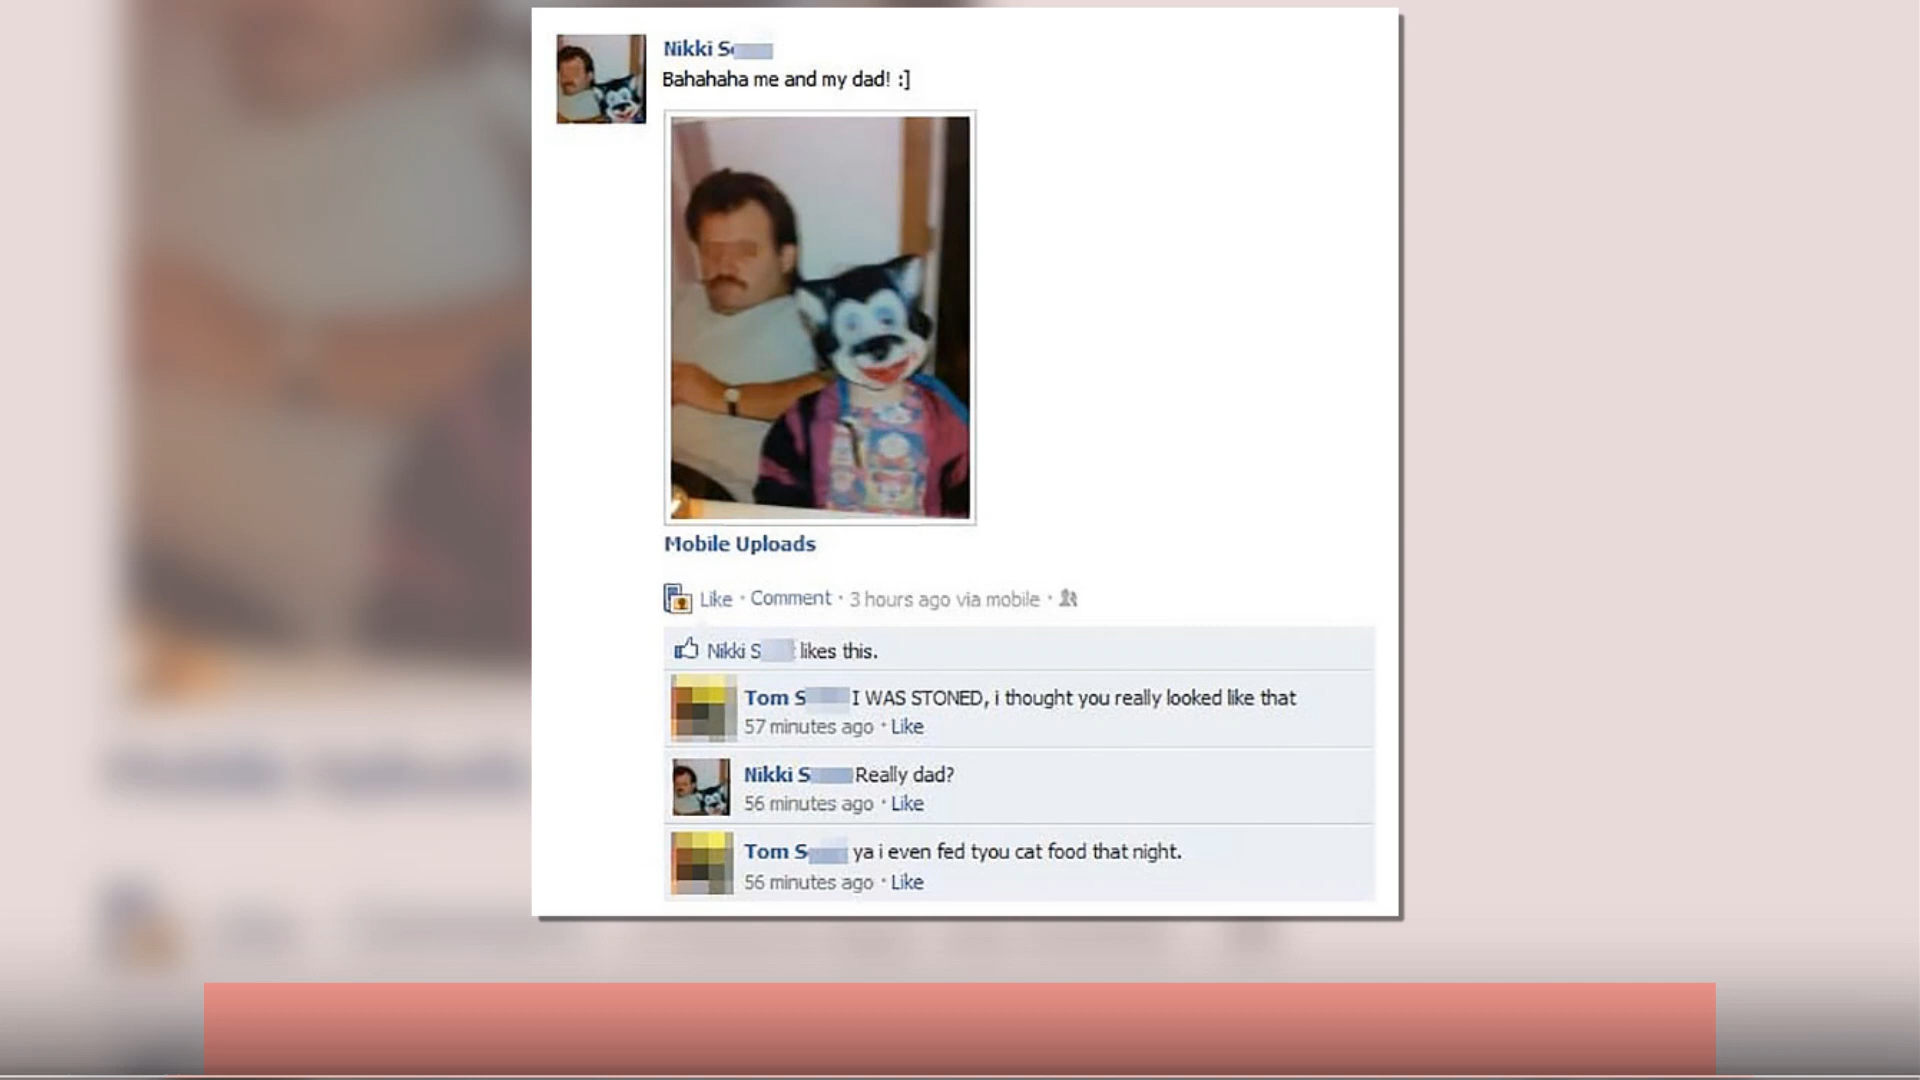 Nikki S
Bahahaha me and my dad! :]
Mobile Uploads
Like · Comment · 3 hours ago via mobile ·
Nikki S likes this.
Tom S I WAS STONED, i thought you really looked like that
57 minutes ago · Like
Nikki S Really dad?
56 minutes ago · Like
Tom S ya i even fed tyou cat food that night.
56 minutes ago · Like